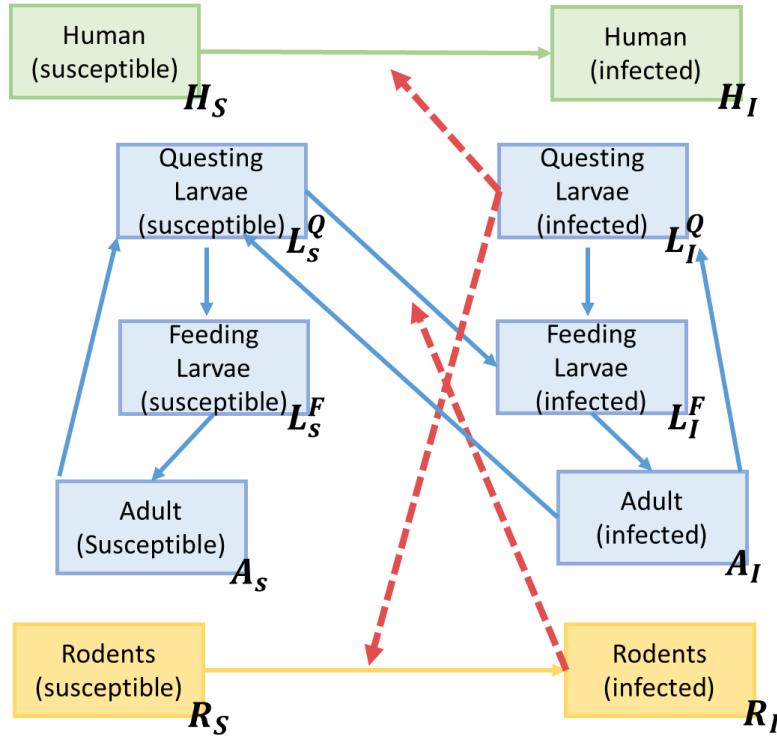 Human
(susceptible)
H_S
Human
(infected)
H_I
Questing
Larvae
(susceptible)
L_s^Q
Questing
Larvae
(infected)
L_I^Q
Feeding
Larvae
(susceptible)
L_s^F
Feeding
Larvae
(infected)
L_I^F
Adult
(Susceptible)
A_s
Adult
(infected)
A_I
Rodents
(susceptible)
R_S
Rodents
(infected)
R_I